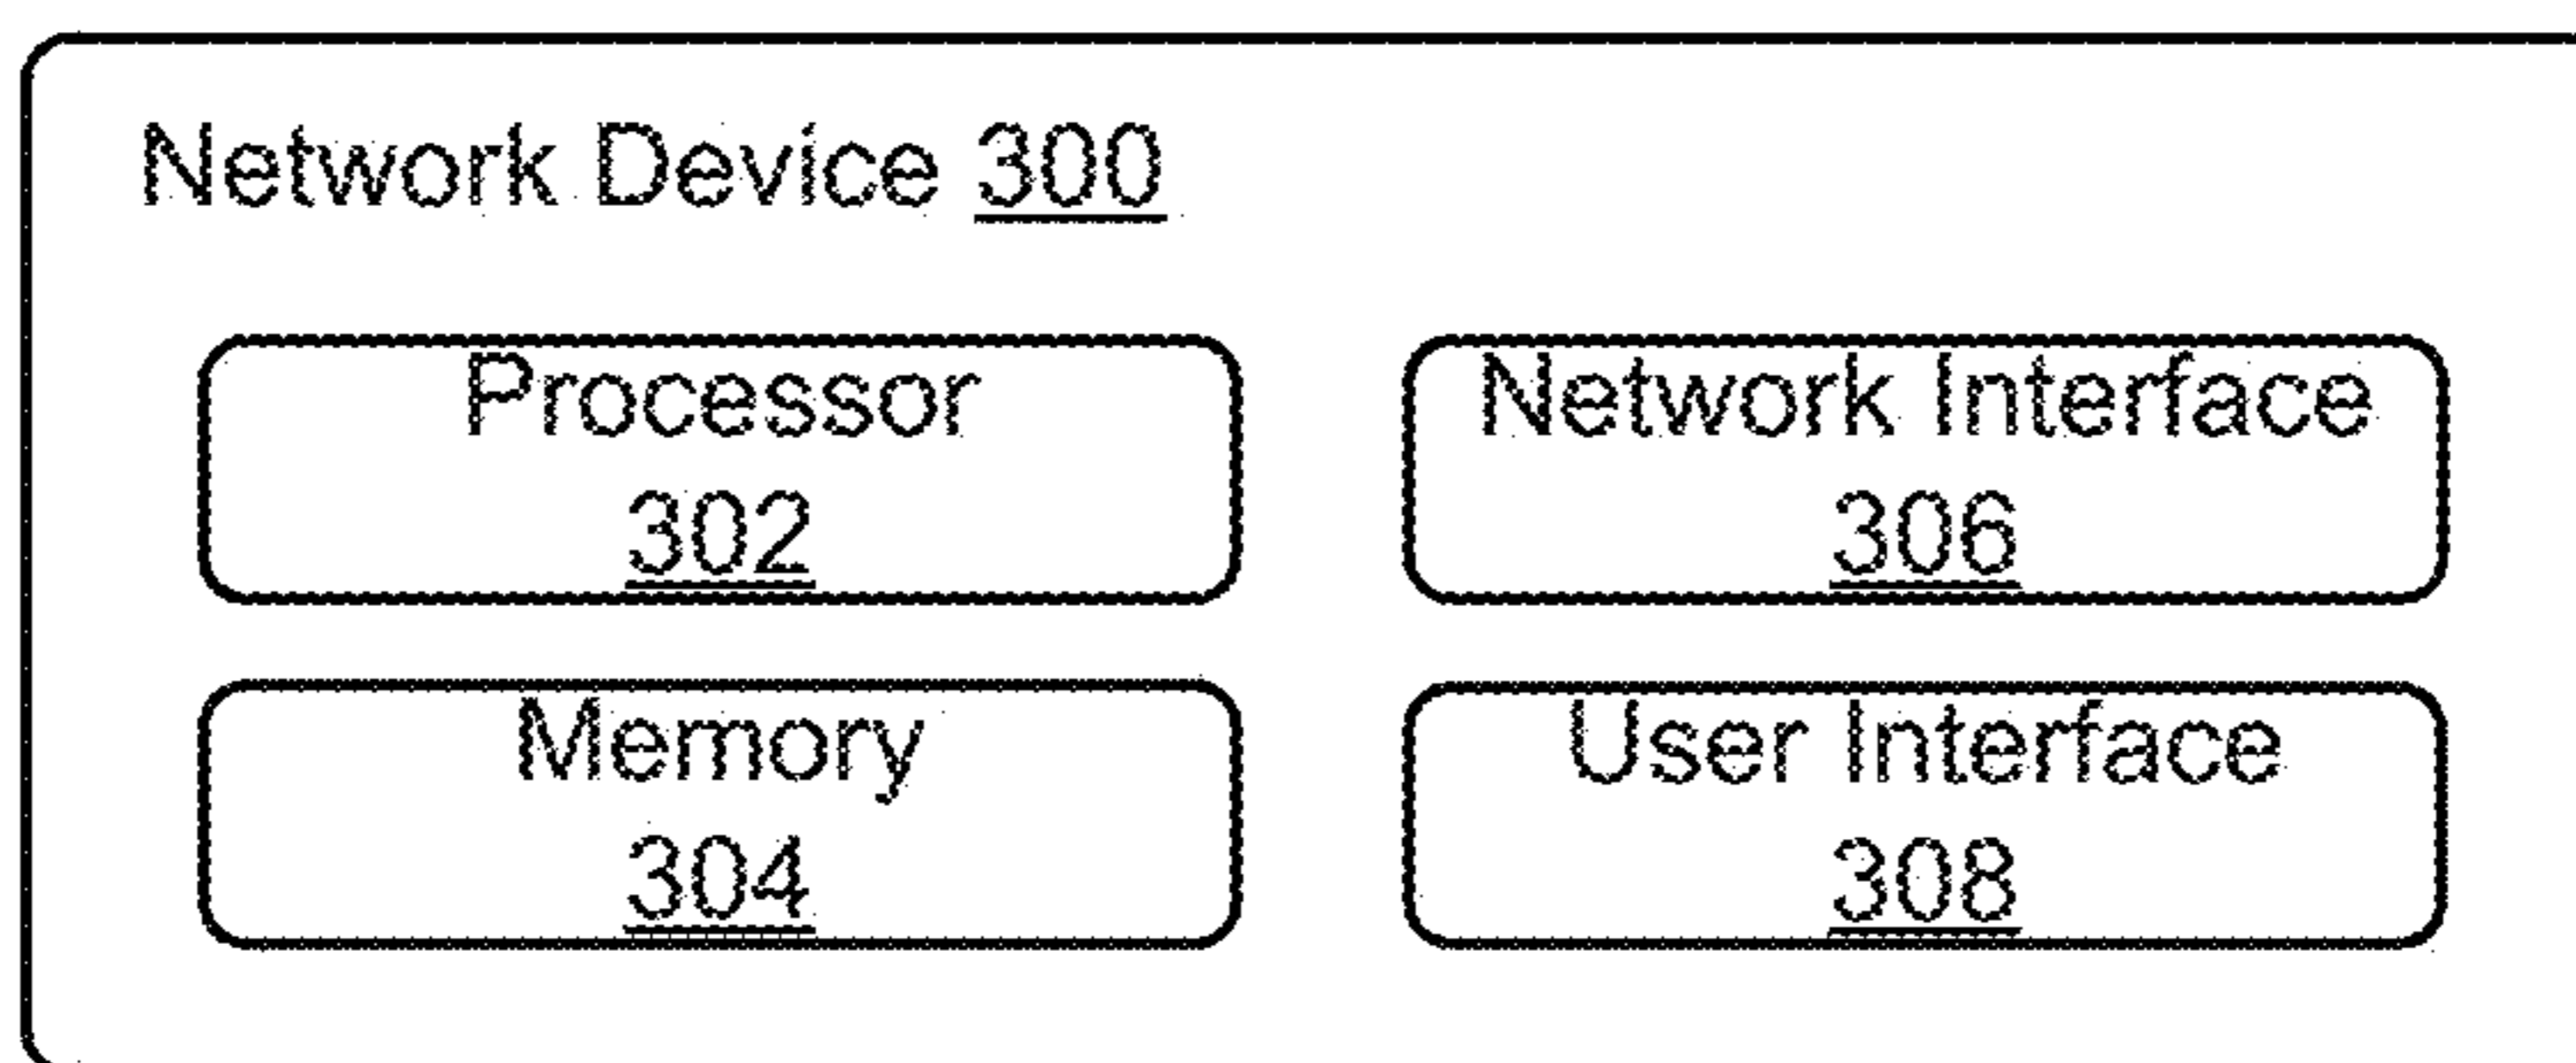 Network Device 300
Processor
302
Network Interface
306
Memory
304
User Interface
308